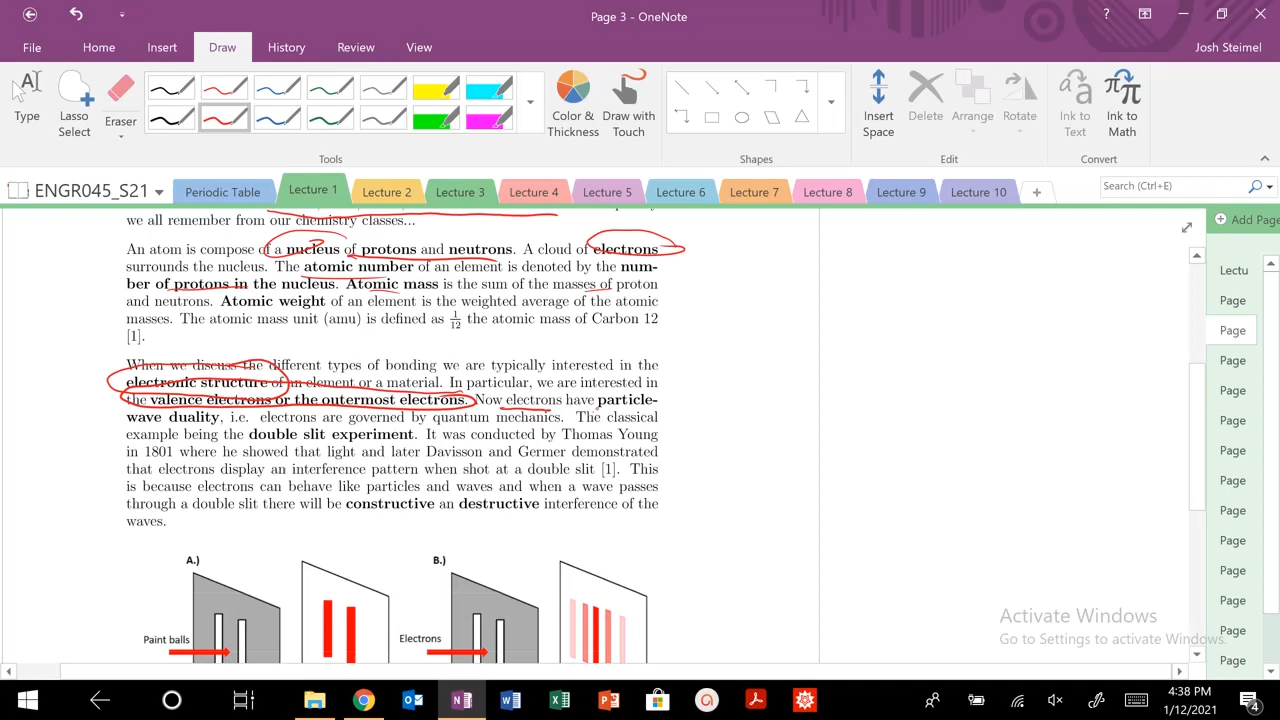 Page 3 - OneNote
File Home Insert Draw History Review View Josh Steimel
Type Lasso Select Eraser Color & Thickness Draw with Touch Insert Space Delete Arrange Rotate Ink to Text Ink to Math
Tools Shapes Edit Convert
ENGR045_S21 Periodic Table Lecture 1 Lecture 2 Lecture 3 Lecture 4 Lecture 5 Lecture 6 Lecture 7 Lecture 8 Lecture 9 Lecture 10 Search (Ctrl+E)
Add Page
we all remember from our chemistry classes...
An atom is compose of a nucleus of protons and neutrons. A cloud of electrons
surrounds the nucleus. The atomic number of an element is denoted by the num-
ber of protons in the nucleus. Atomic mass is the sum of the masses of proton
and neutrons. Atomic weight of an element is the weighted average of the atomic
masses. The atomic mass unit (amu) is defined as 1/12 the atomic mass of Carbon 12
[1].
When we discuss the different types of bonding we are typically interested in the
electronic structure of an element or a material. In particular, we are interested in
the valence electrons or the outermost electrons. Now electrons have particle-
wave duality, i.e. electrons are governed by quantum mechanics. The classical
example being the double slit experiment. It was conducted by Thomas Young
in 1801 where he showed that light and later Davisson and Germer demonstrated
that electrons display an interference pattern when shot at a double slit [1]. This
is because electrons can behave like particles and waves and when a wave passes
through a double slit there will be constructive an destructive interference of the
waves.
A.) B.)
Paint balls Electrons
Lectu
Page
Page
Page
Page
Page
Page
Page
Page
Page
Page
Page
Page
Page
Activate Windows
Go to Settings to activate Windows.
4:38 PM
1/12/2021
4